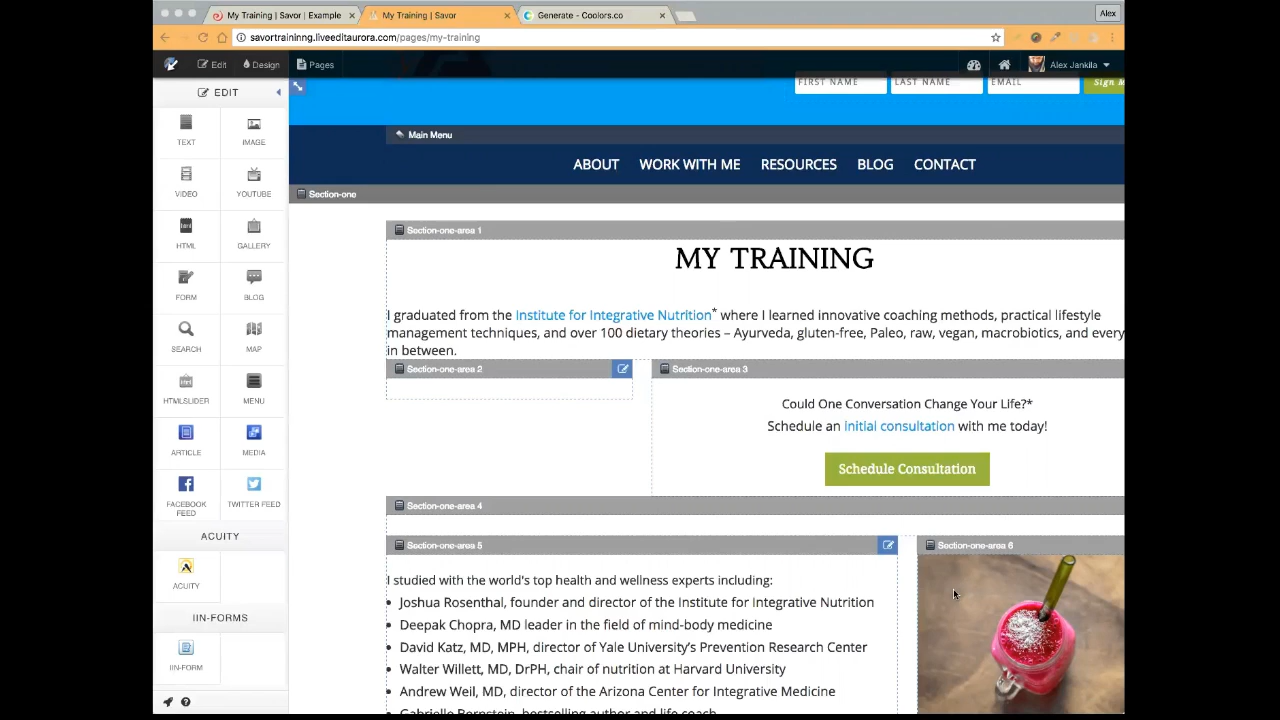 My Training | Savor | Example
My Training | Savor
Generate - Coolors.co
Alex
savortraininng.liveeditaurora.com/pages/my-training
Edit
Design
Pages
Alex Jankila
EDIT
TEXT
IMAGE
VIDEO
YOUTUBE
HTML
GALLERY
FORM
BLOG
SEARCH
MAP
HTMLSLIDER
MENU
ARTICLE
MEDIA
FACEBOOK
FEED
TWITTER FEED
ACUITY
ACUITY
IIN-FORMS
IIN-FORM
FIRST NAME
LAST NAME
EMAIL
Sign
Main Menu
ABOUT WORK WITH ME RESOURCES BLOG CONTACT
Section-one
Section-one-area 1
MY TRAINING
I graduated from the Institute for Integrative Nutrition* where I learned innovative coaching methods, practical lifestyle
management techniques, and over 100 dietary theories – Ayurveda, gluten-free, Paleo, raw, vegan, macrobiotics, and every
in between.
Section-one-area 2
Section-one-area 3
Could One Conversation Change Your Life?*
Schedule an initial consultation with me today!
Schedule Consultation
Section-one-area 4
Section-one-area 5
Section-one-area 6
I studied with the world's top health and wellness experts including:
• Joshua Rosenthal, founder and director of the Institute for Integrative Nutrition
• Deepak Chopra, MD leader in the field of mind-body medicine
• David Katz, MD, MPH, director of Yale University's Prevention Research Center
• Walter Willett, MD, DrPH, chair of nutrition at Harvard University
• Andrew Weil, MD, director of the Arizona Center for Integrative Medicine
• Gabrielle Bernstein, bestselling author and life coach